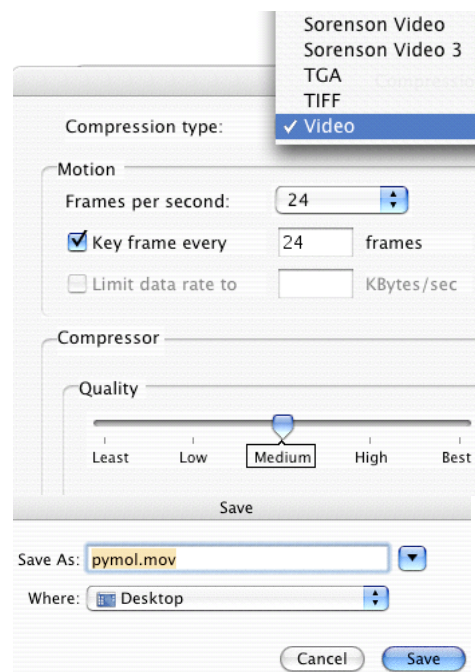 Sorenson Video
Sorenson Video 3
TGA
TIFF
Compression type: ✓ Video
Motion
Frames per second: 24
Key frame every 24 frames
Limit data rate to KBytes/sec
Compressor
Quality
Least Low Medium High Best
Save
Save As: pymol.mov
Where: Desktop
Cancel Save